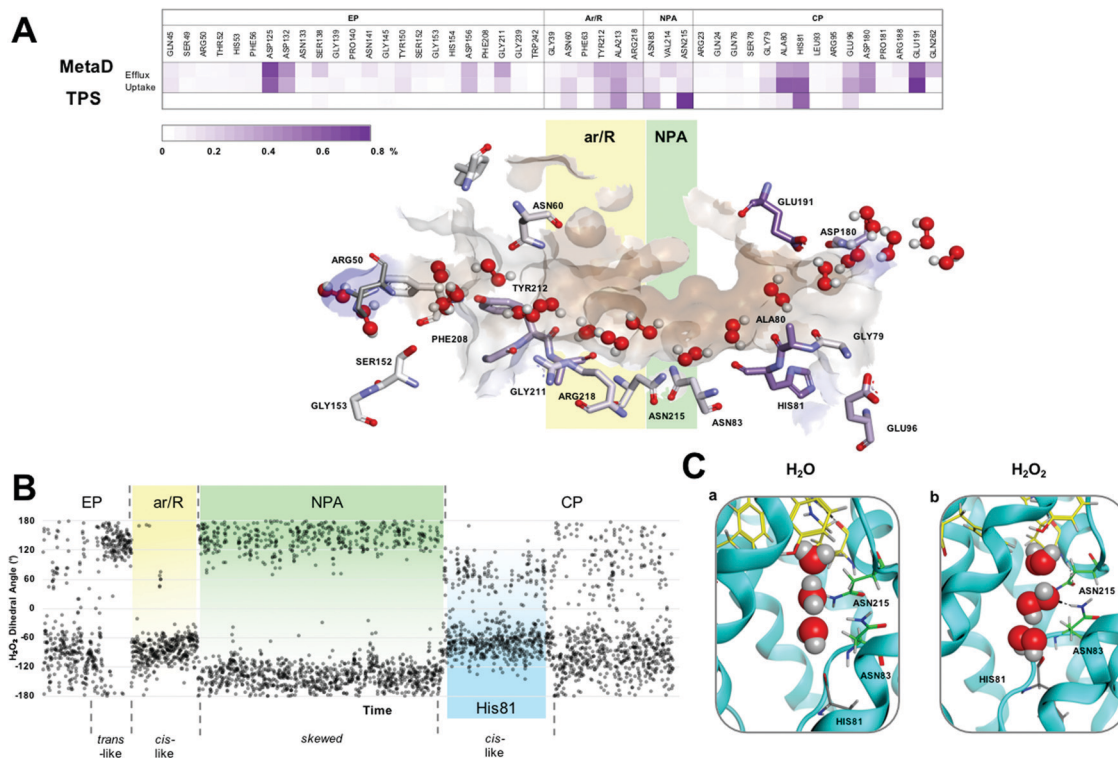 A
EP Ar/R NPA CP
GLN45 SER49 ARG50 THR52 HIS53 PHE56 ASP125 ASP132 ASN133 SER138 GLY139 PRO140 ASN141 GLY145 TYR150 SER152 GLY153 HIS154 ASP156 PHE208 GLY211 GLY239 TRP242 GLY39 ASN60 PHE63 TYR212 ALA213 ARG218 ASN83 VAL214 ASN215 ARG23 GLN24 GLN76 SER78 GLY79 ALA80 HIS81 LEU93 ARG95 GLU96 ASP180 PRO181 ARG188 GLU191 GLN262
MetaD Efflux
Uptake
TPS
0 0.2 0.4 0.6 0.8 %
ar/R NPA
ASN60
GLU191
ASP180
ARG50
TYR212
ALA80
PHE208
GLY79
SER152
GLY211
GLY153
ARG218
ASN215
ASN83
HIS81
GLU96
B
EP ar/R NPA CP
H₂O₂ Dihedral Angle (°)
180
120
60
0
-60
-120
-180
Time
His81
trans
-like
cis-
like
skewed
cis-
like
C
H₂O
H₂O₂
a
b
ASN215
ASN83
HIS81
ASN215
ASN83
HIS81